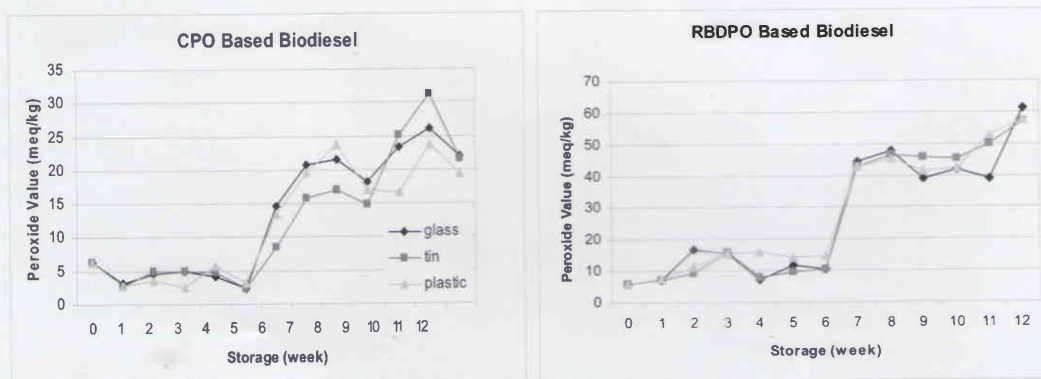 CPO Based Biodiesel
Peroxide Value (meq/kg)
35
30
25
20
15
10
5
0
glass
tin
plastic
0 1 2 3 4 5 6 7 8 9 10 11 12
Storage (week)
RBDPO Based Biodiesel
Peroxide Value (meq/kg)
70
60
50
40
30
20
10
0
0 1 2 3 4 5 6 7 8 9 10 11 12
Storage (week)